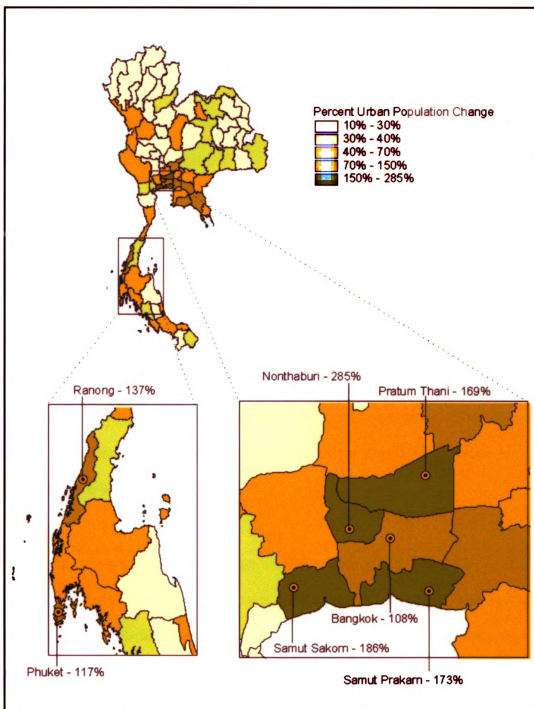 Percent Urban Population Change
10% - 30%
30% - 40%
40% - 70%
70% - 150%
150% - 285%
Ranong - 137%
Nonthaburi - 285%
Pratum Thani - 169%
Phuket - 117%
Bangkok - 108%
Samut Sakorn - 186%
Samut Prakarn - 173%